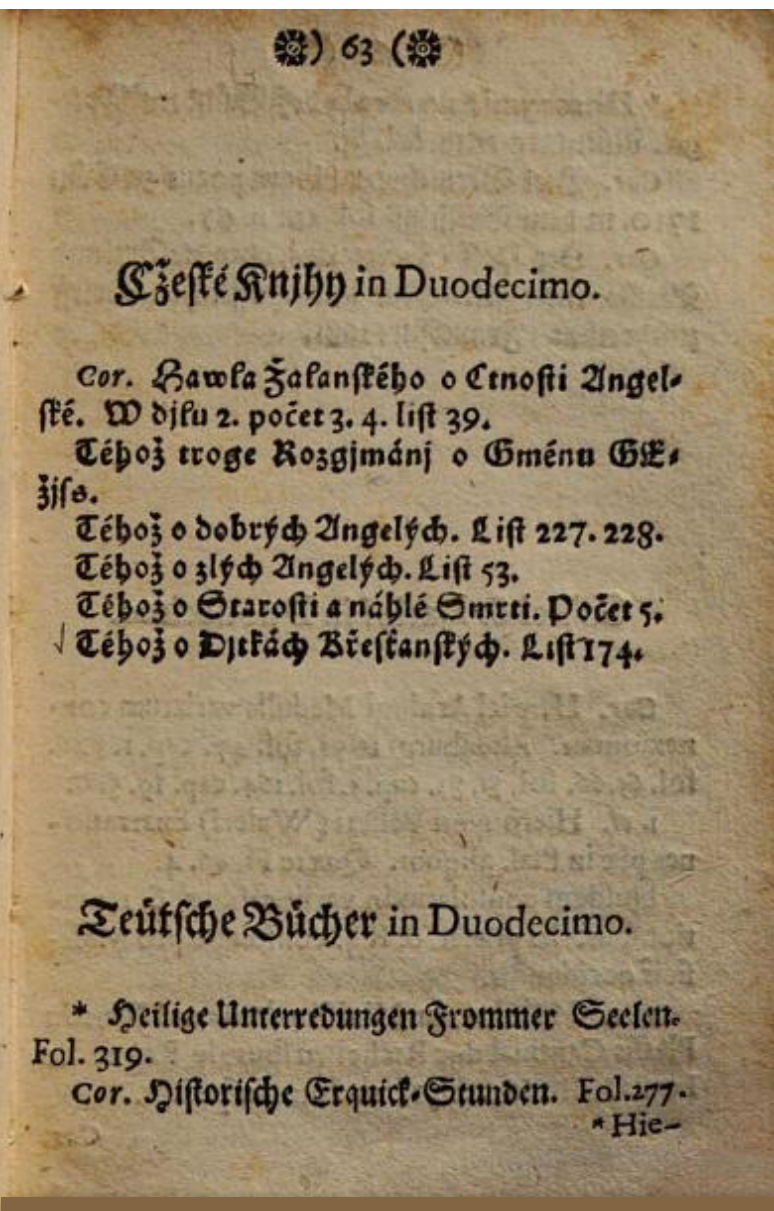 ) 63 (
Cžeské Knjhy in Duodecimo.
Cor. Hawla Žalanského o Ctnosti Angel-
ské. W djlu 2. počet 3. 4. list 39.
Téhož troge Rozgjmánj o Gménu GE-
žjſs.
Téhož o dobrých Angelých. List 227. 228.
Téhož o zlých Angelých. List 53.
Téhož o Starosti a náhlé Smrti. Počet 5.
Téhož o Djtkách Křesťanských. List 174.
Teütsche Bücher in Duodecimo.
* Heilige Unterredungen Frommer Seelen.
Fol. 319.
Cor. Historische Erquick-Stunden. Fol. 277.
* Hie-